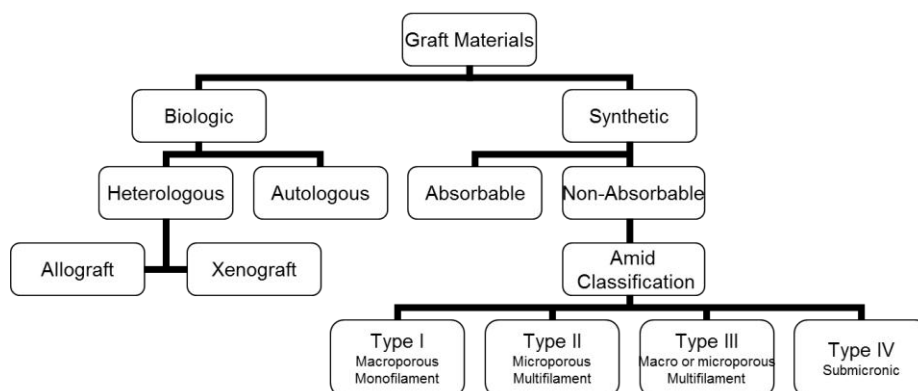 Graft Materials
Biologic
Synthetic
Heterologous
Autologous
Absorbable
Non-Absorbable
Allograft
Xenograft
Amid
Classification
Type I
Macroporous
Monofilament
Type II
Microporous
Multifilament
Type III
Macro or microporous
Multifilament
Type IV
Submicronic